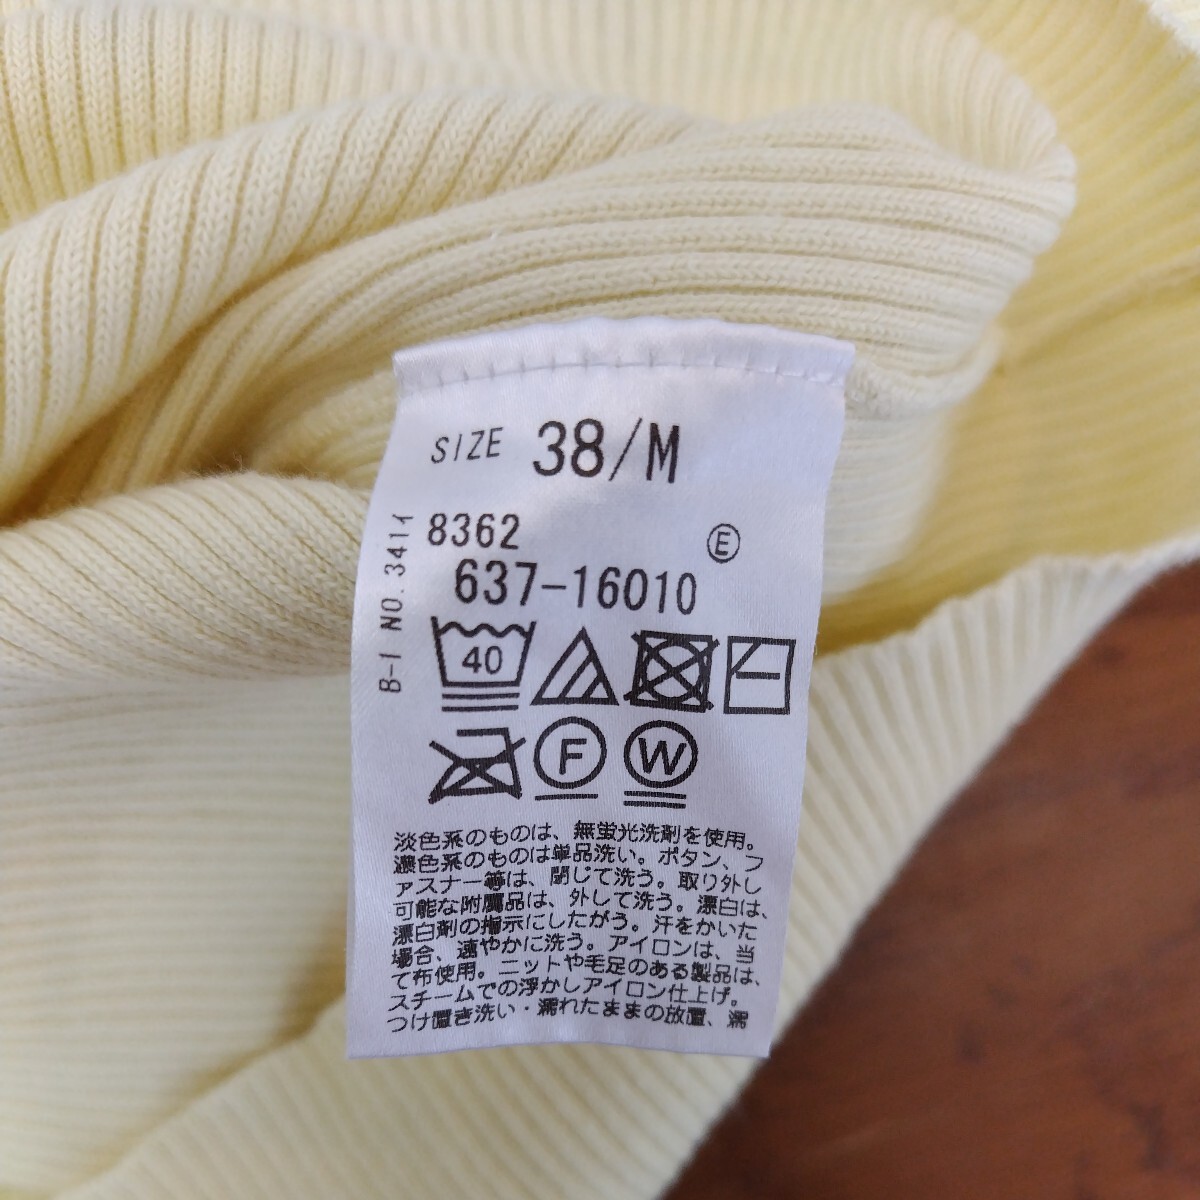 SIZE 38/M
8362
Ⓔ
637-16010
B-1 NO.3411
40
F W
淡色系のものは、無蛍光洗剤を使用。
濃色系のものは単品洗い。ボタン、フ
ァスナー等は、閉じて洗う。取り外し
可能な附属品は、外して洗う。漂白は、
漂白剤の指示にしたがう。汗をかいた
場合、速やかに洗う。アイロンは、当
て布使用。ニットや毛足のある製品は、
スチームでの浮かしアイロン仕上げ。
つけ置き洗い・濡れたままの放置、濡